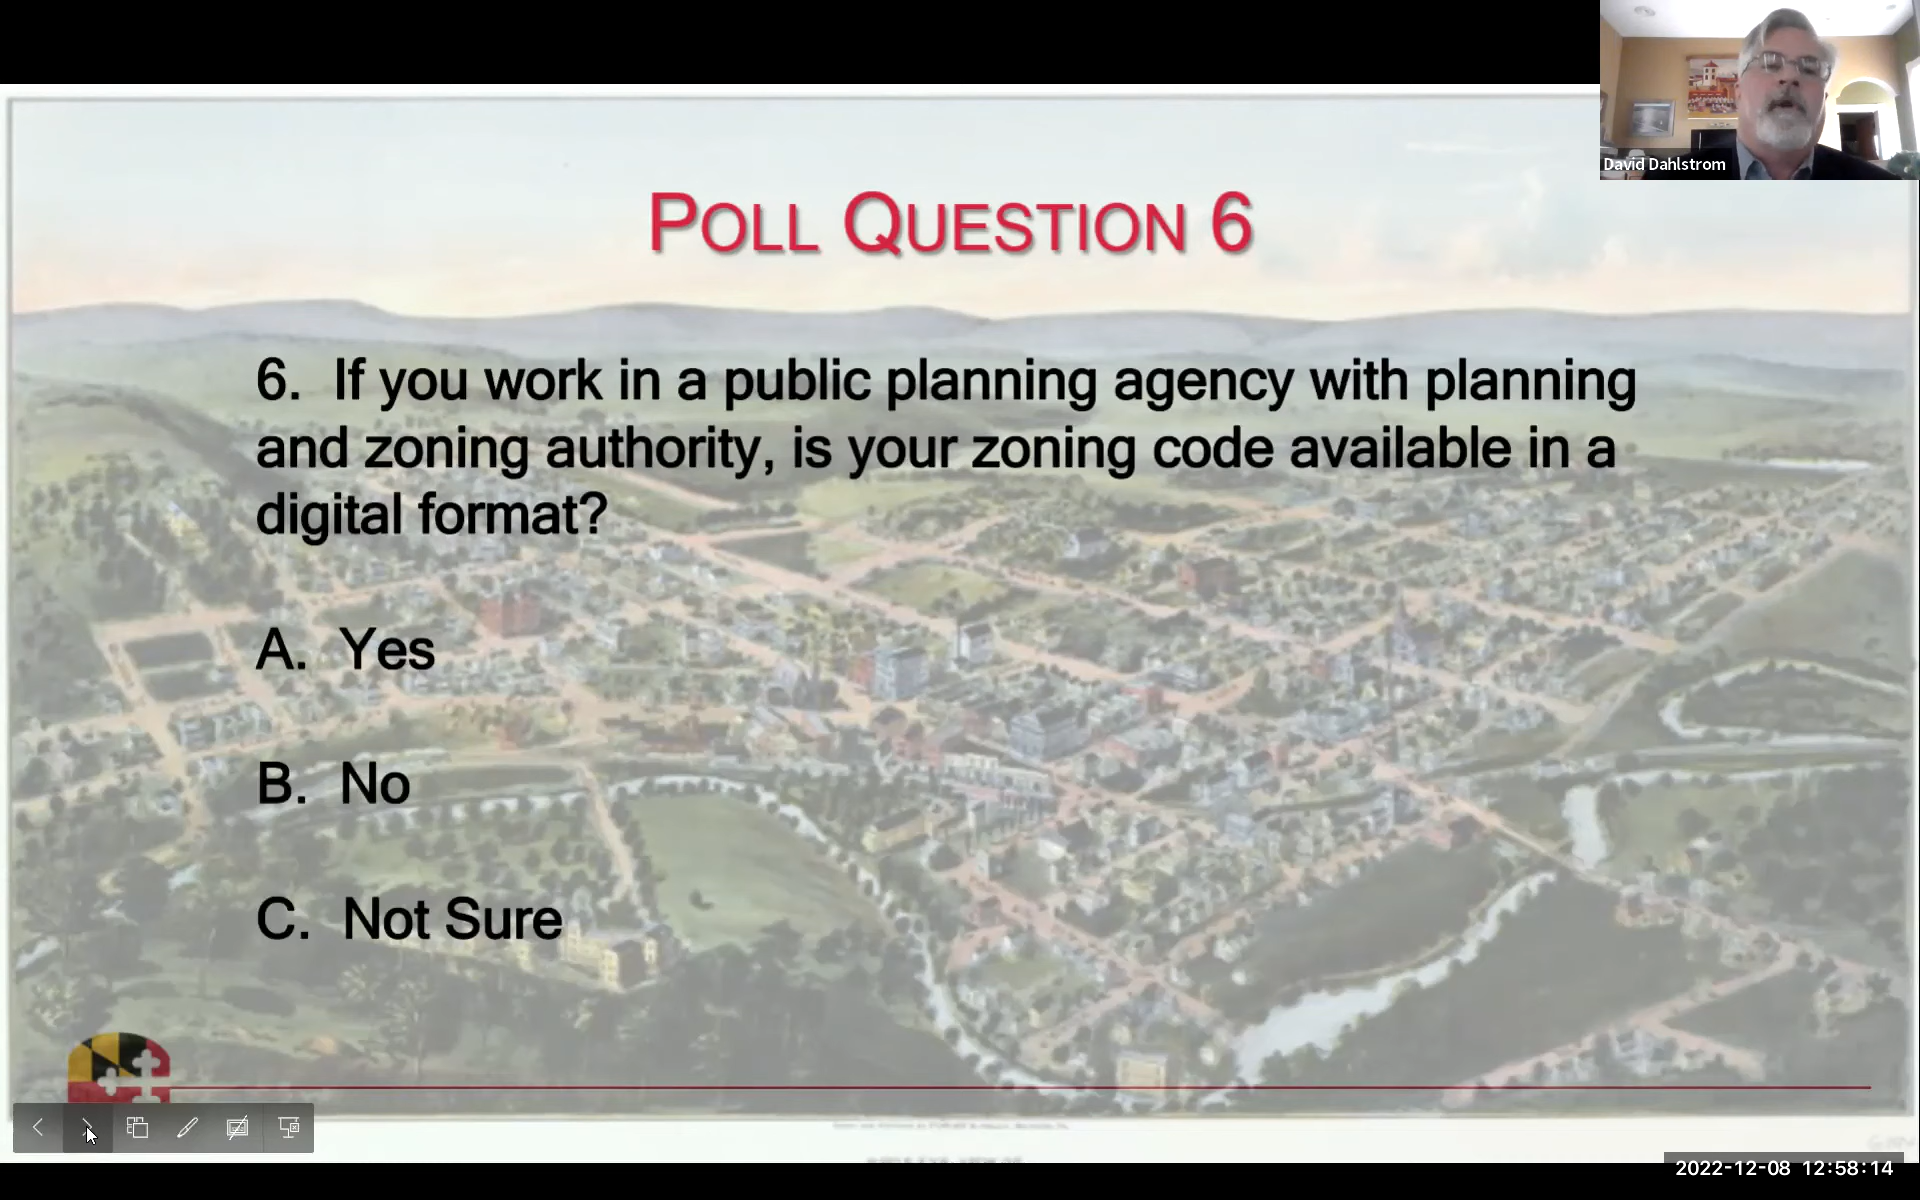 David Dahlstrom
POLL QUESTION 6
6. If you work in a public planning agency with planning
and zoning authority, is your zoning code available in a
digital format?
A. Yes
B. No
C. Not Sure
2022-12-08 12:58:14